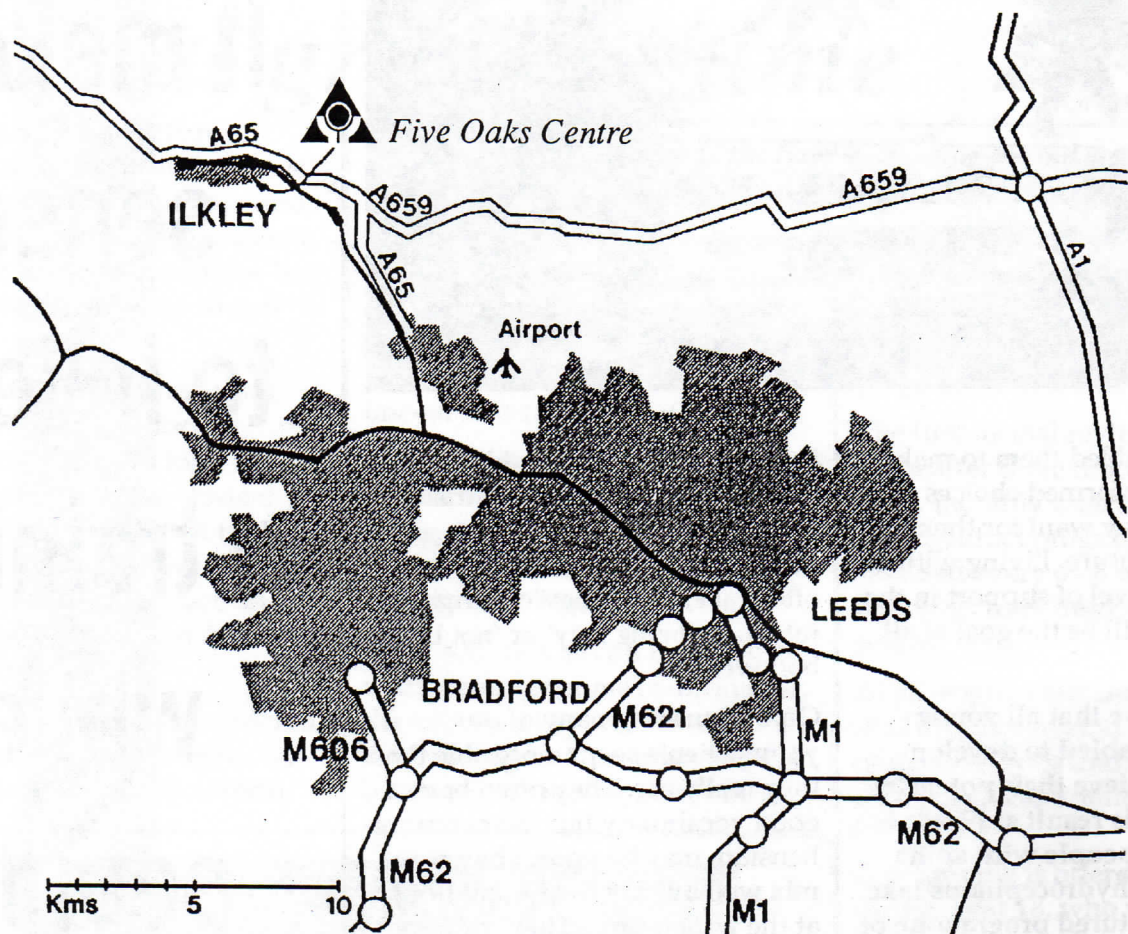 A65
Five Oaks Centre
A659
A659
ILKLEY
A1
A65
Airport
LEEDS
BRADFORD
M621
M606
M1
M62
M62
Kms 5 10
M1